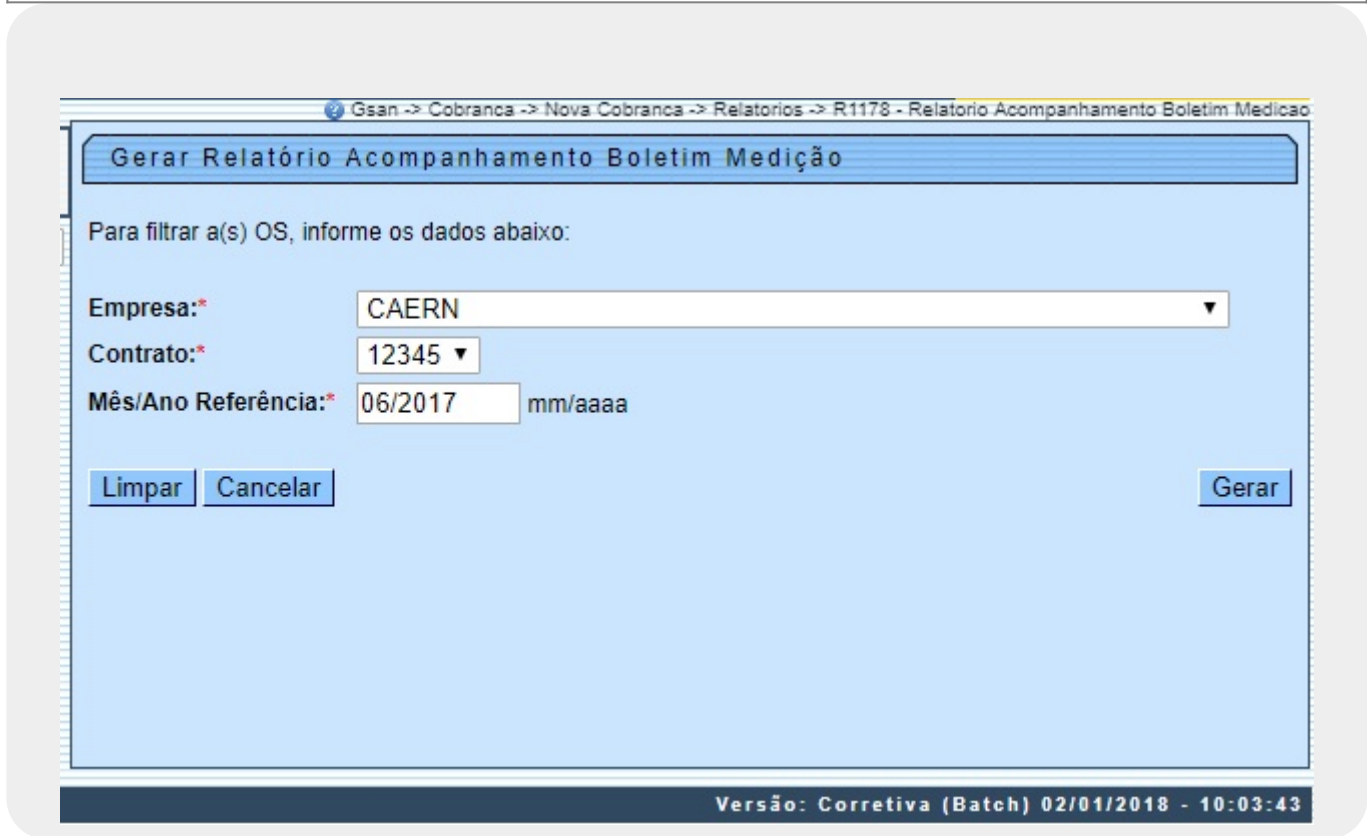 Gsan -> Cobranca -> Nova Cobranca -> Relatorios -> R1178 - Relatorio Acompanhamento Boletim Medicao
Gerar Relatório Acompanhamento Boletim Medição
Para filtrar a(s) OS, informe os dados abaixo:
Empresa:* CAERN
Contrato:* 12345
Mês/Ano Referência:* 06/2017 mm/aaaa
Limpar Cancelar Gerar
Versão: Corretiva (Batch) 02/01/2018 - 10:03:43